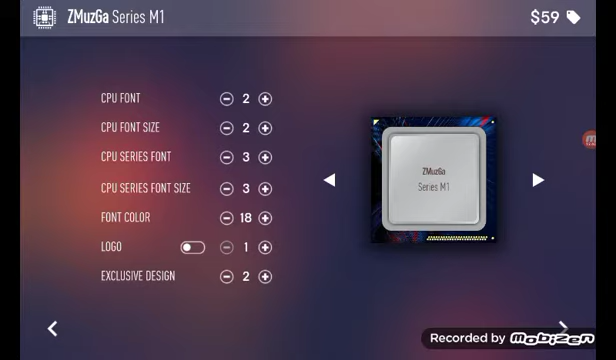 ZMuzGa Series M1
$59
CPU FONT 2
CPU FONT SIZE 2
CPU SERIES FONT 3
CPU SERIES FONT SIZE 3
FONT COLOR 18
LOGO 1
EXCLUSIVE DESIGN 2
ZMuzGa
Series M1
Recorded by Mobizen